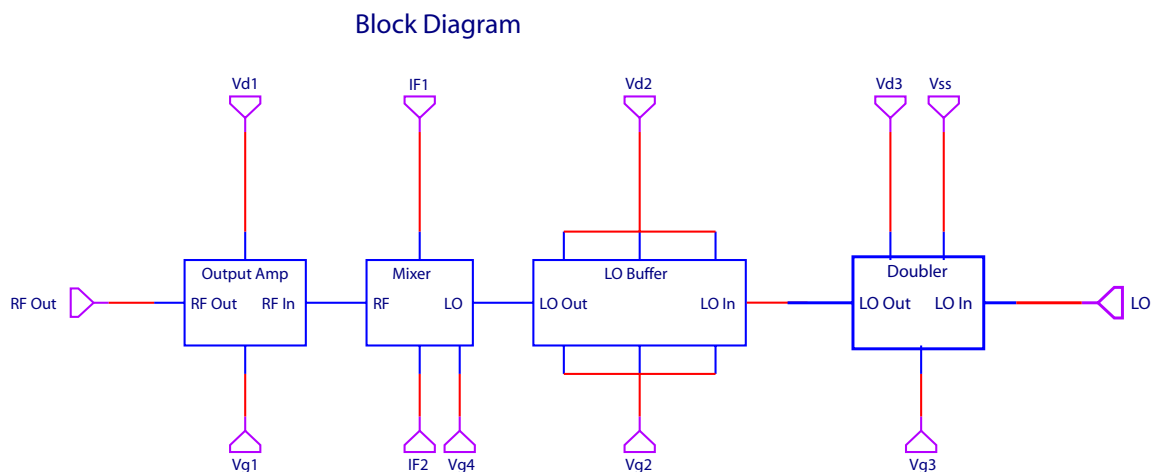 Block Diagram
Vd1 IF1 Vd2 Vd3 Vss
Output Amp Mixer LO Buffer Doubler
RF Out RF Out RF In RF LO LO Out LO In LO Out LO In LO
Vg1 IF2 Vg4 Vg2 Vg3